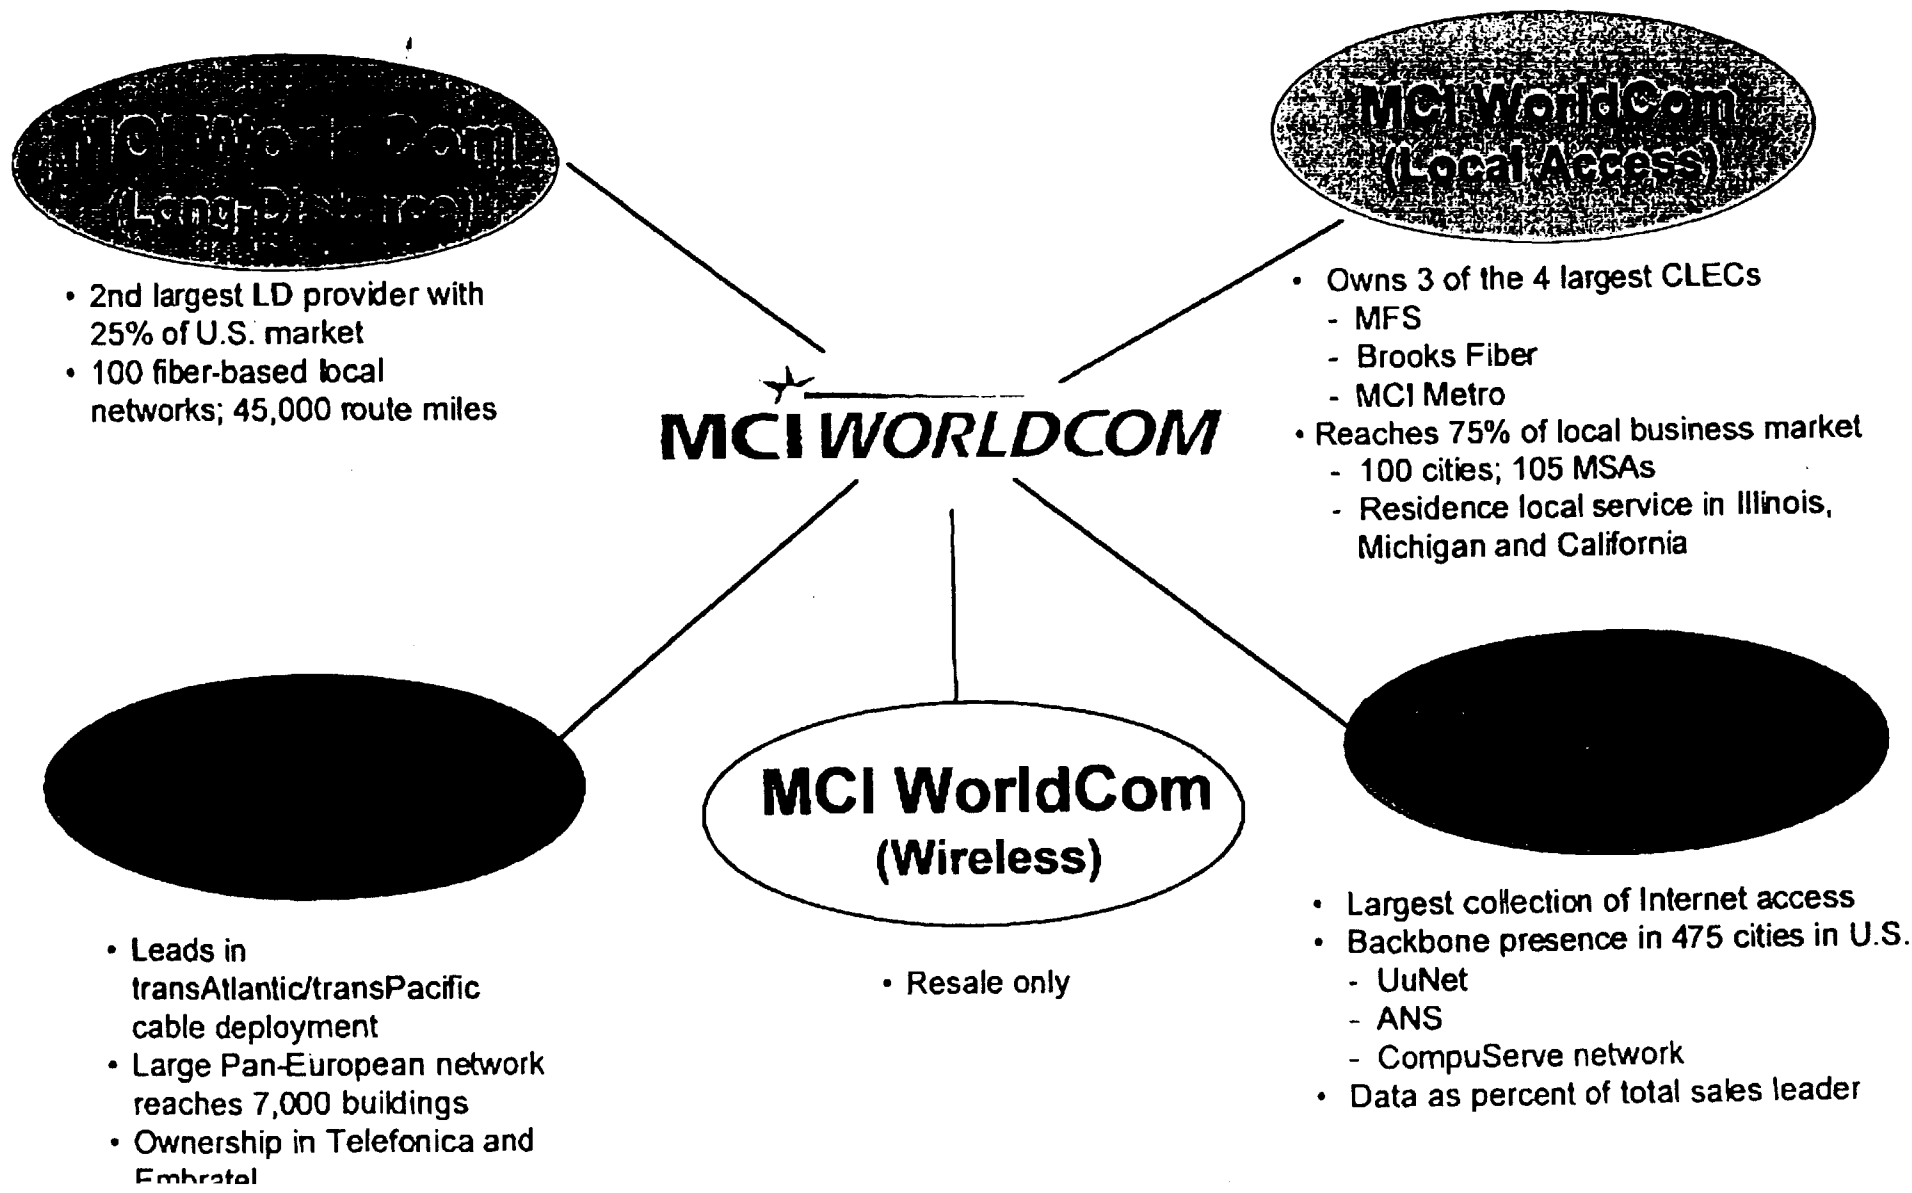 MCI WorldCom
(Long-Distance)
• 2nd largest LD provider with
25% of U.S. market
• 100 fiber-based local
networks; 45,000 route miles
MCI WorldCom
(Local Access)
• Owns 3 of the 4 largest CLECs
- MFS
- Brooks Fiber
- MCI Metro
• Reaches 75% of local business market
- 100 cities; 105 MSAs
- Residence local service in Illinois,
Michigan and California
MCI WORLDCOM
• Leads in
transAtlantic/transPacific
cable deployment
• Large Pan-European network
reaches 7,000 buildings
• Ownership in Telefonica and
Embratel
MCI WorldCom
(Wireless)
• Resale only
• Largest collection of Internet access
• Backbone presence in 475 cities in U.S.
- UuNet
- ANS
- CompuServe network
• Data as percent of total sales leader